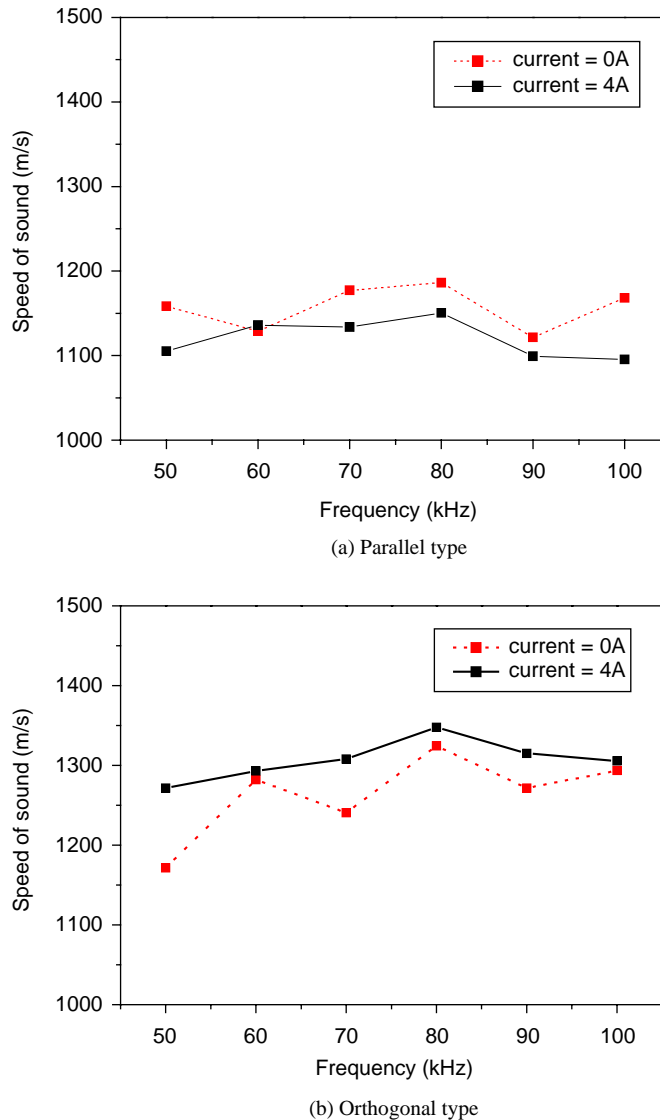 1500
current = 0A
current = 4A
1400
1300
1200
1100
1000
Speed of sound (m/s)
50 60 70 80 90 100
Frequency (kHz)
(a) Parallel type
1500
current = 0A
current = 4A
1400
1300
1200
1100
1000
Speed of sound (m/s)
50 60 70 80 90 100
Frequency (kHz)
(b) Orthogonal type